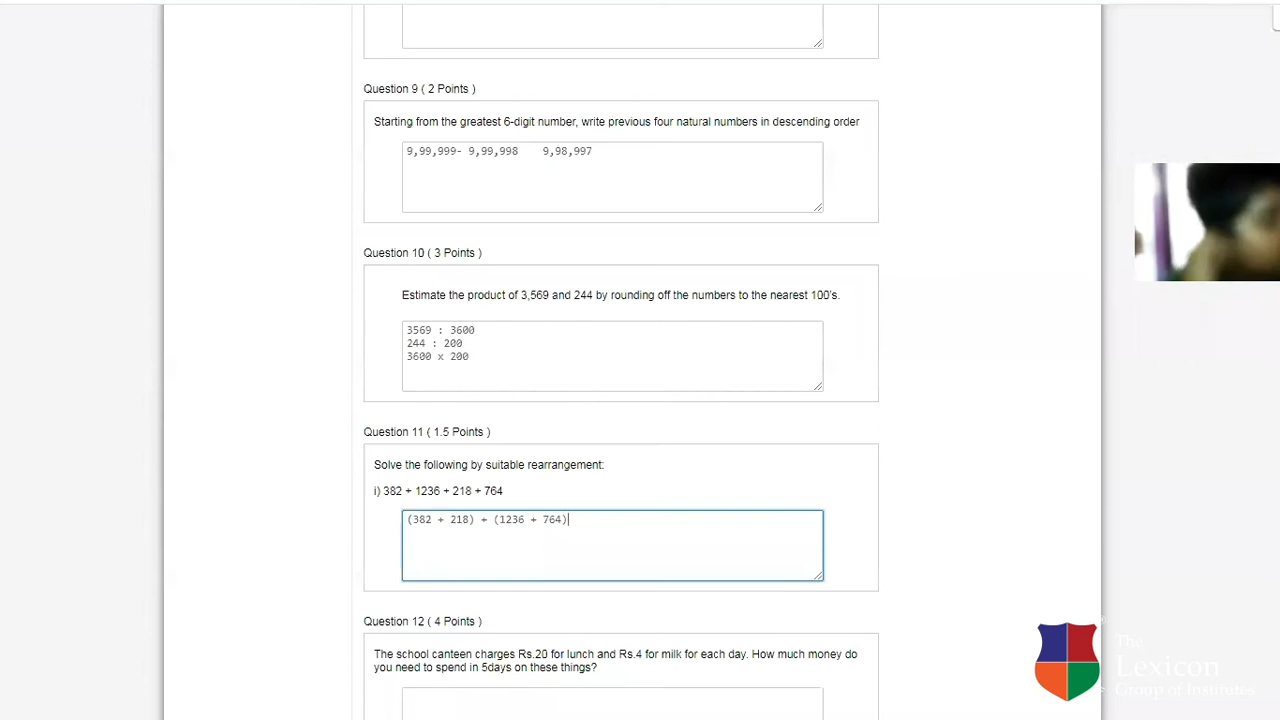 Question 9 ( 2 Points )
Starting from the greatest 6-digit number, write previous four natural numbers in descending order
9,99,999- 9,99,998 9,98,997
Question 10 ( 3 Points )
Estimate the product of 3,569 and 244 by rounding off the numbers to the nearest 100's.
3569 : 3600
244 : 200
3600 x 200
Question 11 ( 1.5 Points )
Solve the following by suitable rearrangement:
i) 382 + 1236 + 218 + 764
(382 + 218) + (1236 + 764)
Question 12 ( 4 Points )
The school canteen charges Rs.20 for lunch and Rs.4 for milk for each day. How much money do
you need to spend in 5days on these things?
The
Lexicon
Group of Institutes